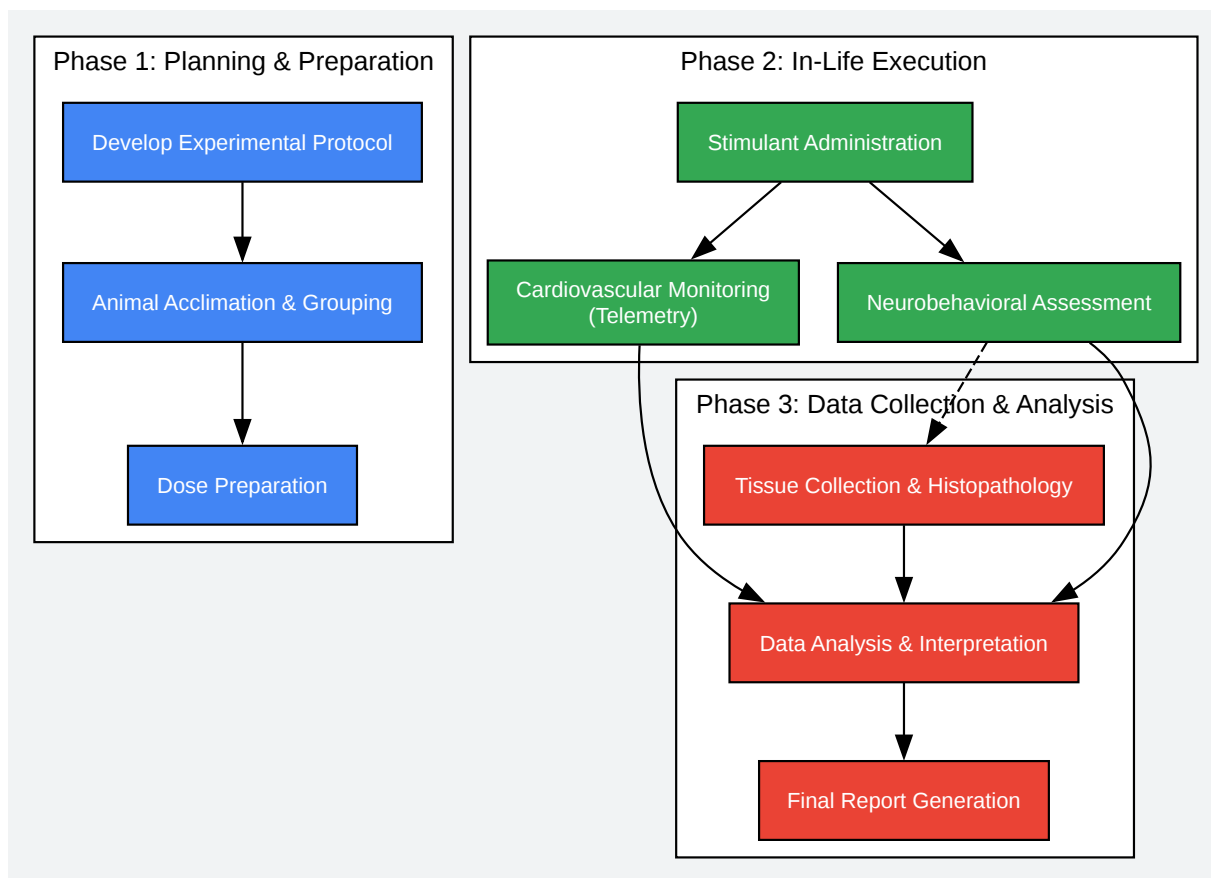 Phase 1: Planning & Preparation
Develop Experimental Protocol
Animal Acclimation & Grouping
Dose Preparation
Phase 2: In-Life Execution
Stimulant Administration
Cardiovascular Monitoring
(Telemetry)
Neurobehavioral Assessment
Phase 3: Data Collection & Analysis
Tissue Collection & Histopathology
Data Analysis & Interpretation
Final Report Generation